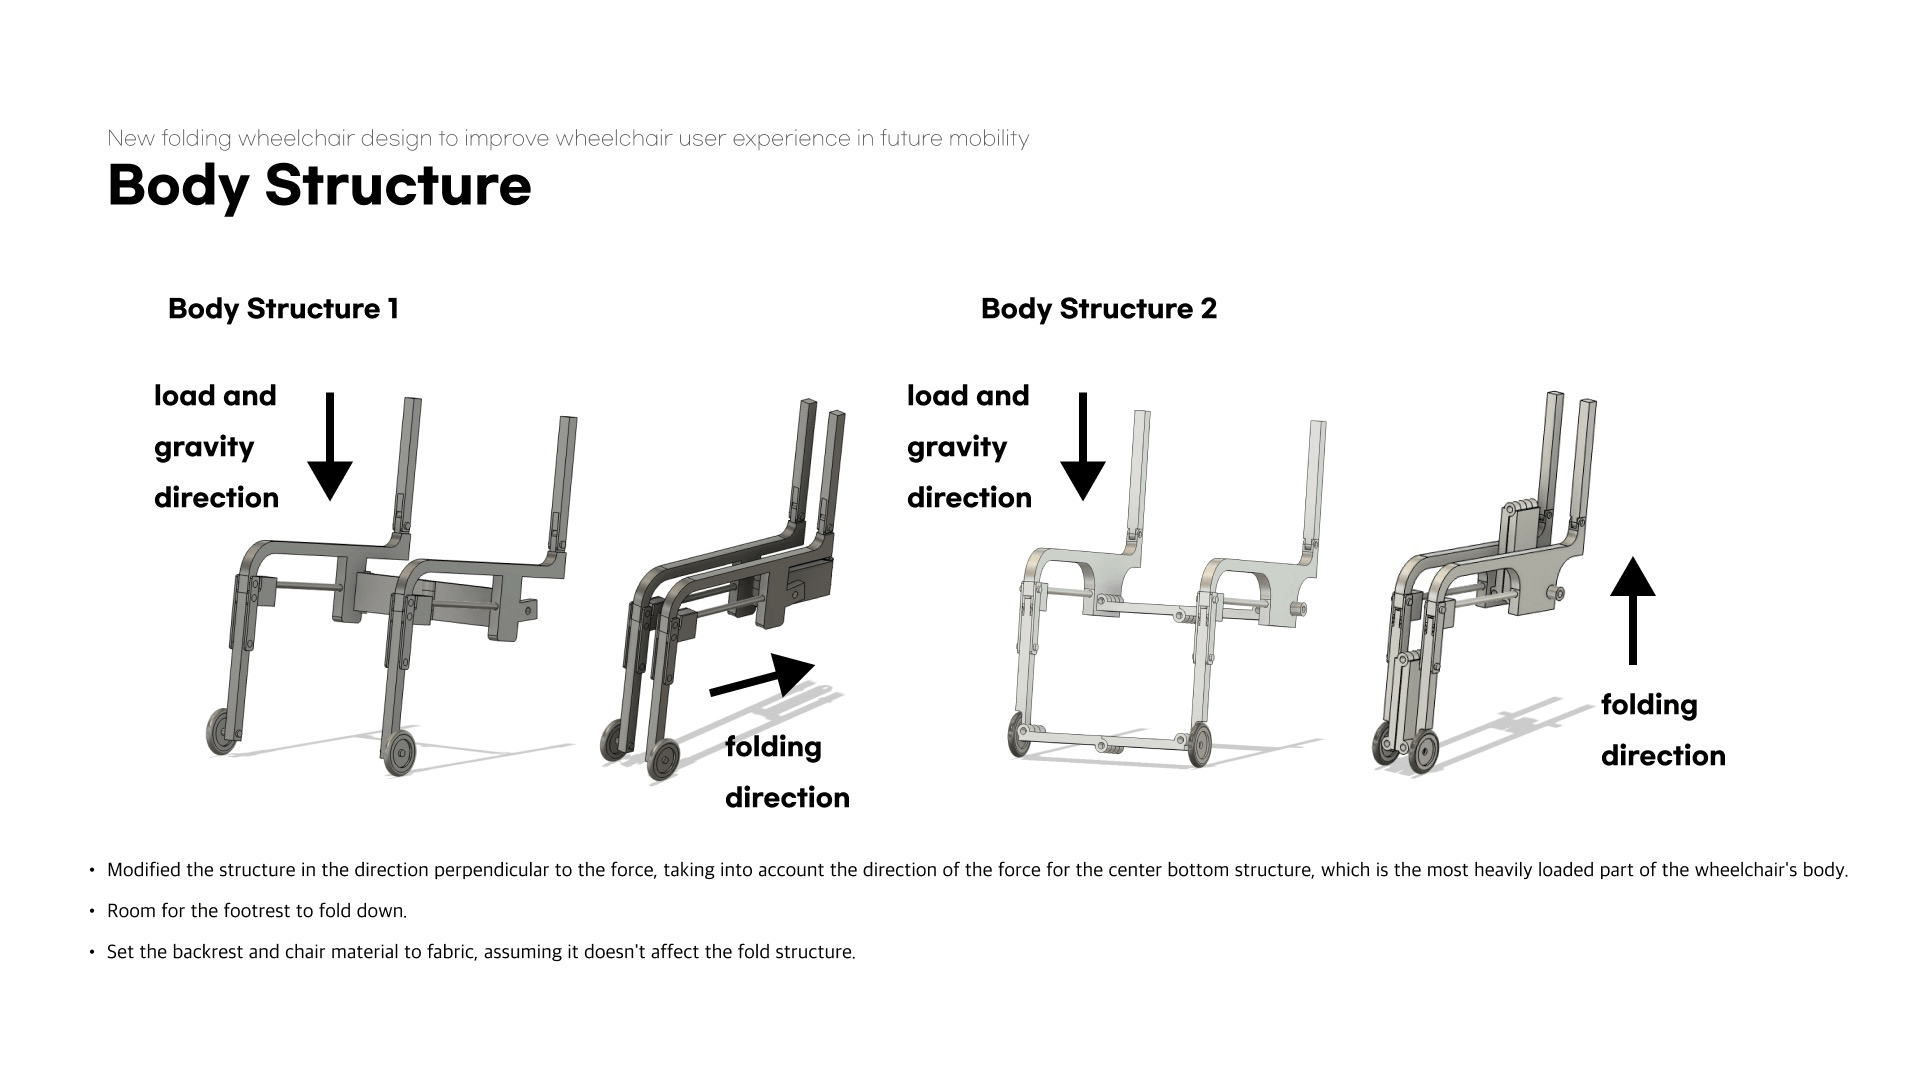 New folding wheelchair design to improve wheelchair user experience in future mobility
Body Structure
Body Structure 1
load and
gravity
direction
folding
direction
Body Structure 2
load and
gravity
direction
folding
direction
• Modified the structure in the direction perpendicular to the force, taking into account the direction of the force for the center bottom structure, which is the most heavily loaded part of the wheelchair's body.
• Room for the footrest to fold down.
• Set the backrest and chair material to fabric, assuming it doesn't affect the fold structure.